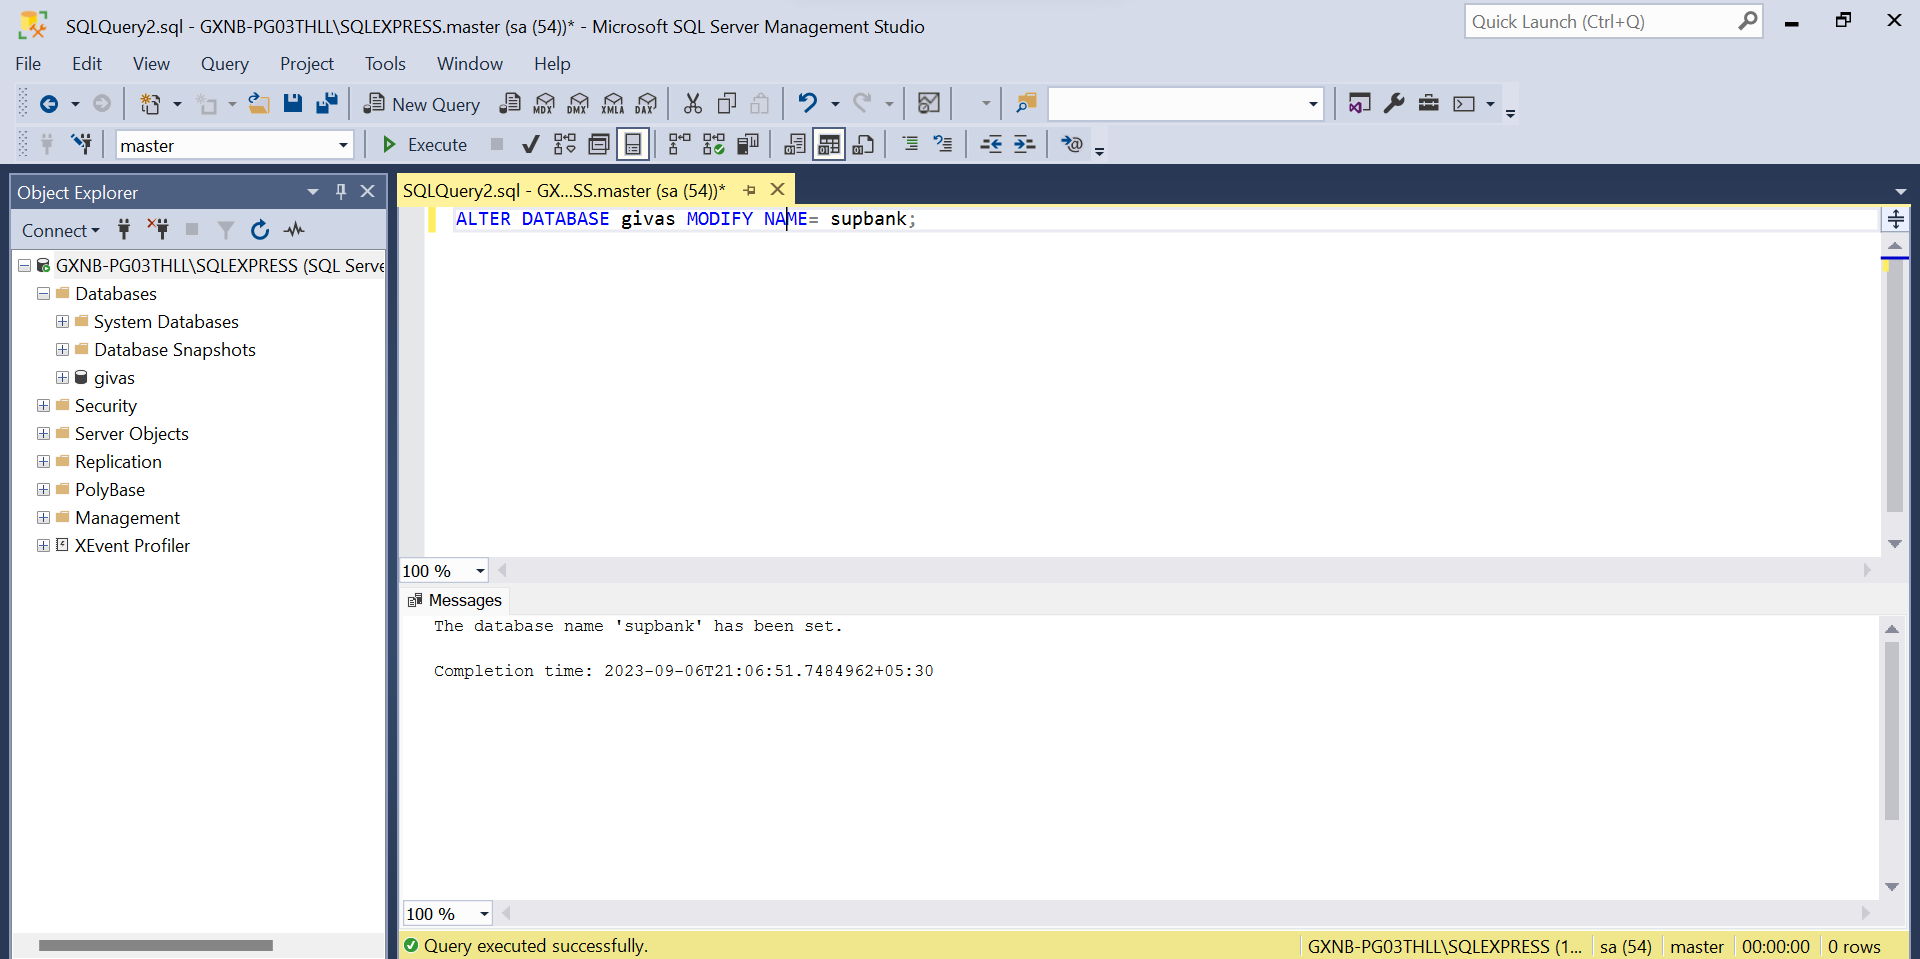 SQLQuery2.sql - GXNB-PG03THLL\SQLEXPRESS.master (sa (54))* - Microsoft SQL Server Management Studio
Quick Launch (Ctrl+Q)
File Edit View Query Project Tools Window Help
New Query MDX DMX XMLA DAX
master
Execute
Object Explorer
SQLQuery2.sql - GX...SS.master (sa (54))*
Connect
ALTER DATABASE givas MODIFY NAME= supbank;
GXNB-PG03THLL\SQLEXPRESS (SQL Serve
Databases
System Databases
Database Snapshots
givas
Security
Server Objects
Replication
PolyBase
Management
XEvent Profiler
100 %
Messages
The database name 'supbank' has been set.
Completion time: 2023-09-06T21:06:51.7484962+05:30
100 %
Query executed successfully.
GXNB-PG03THLL\SQLEXPRESS (1... sa (54) master 00:00:00 0 rows